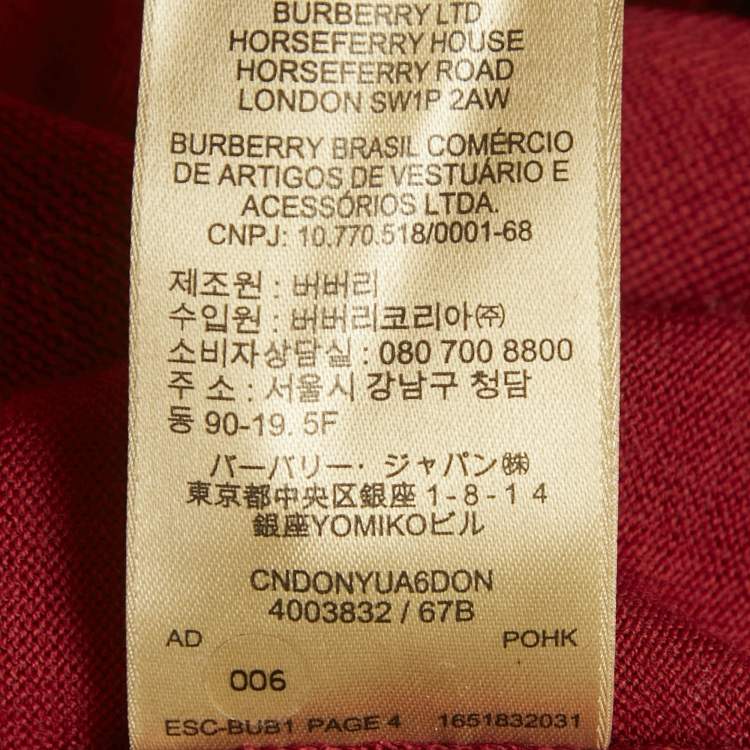 BURBERRY LTD
HORSEFERRY HOUSE
HORSEFERRY ROAD
LONDON SW1P 2AW
BURBERRY BRASIL COMÉRCIO
DE ARTIGOS DE VESTUÁRIO E
ACESSÓRIOS LTDA.
CNPJ: 10.770.518/0001-68
제조원 : 버버리
수입원 : 버버리코리아㈜
소비자상담실 : 080 700 8800
주 소 : 서울시 강남구 청담
동 90-19. 5F
バーバリー・ジャパン㈱
東京都中央区銀座 1-8-1 4
銀座YOMIKOビル
CNDONYUA6DON
4003832 / 67B
AD POHK
006
ESC-BUB1 PAGE 4 1651832031